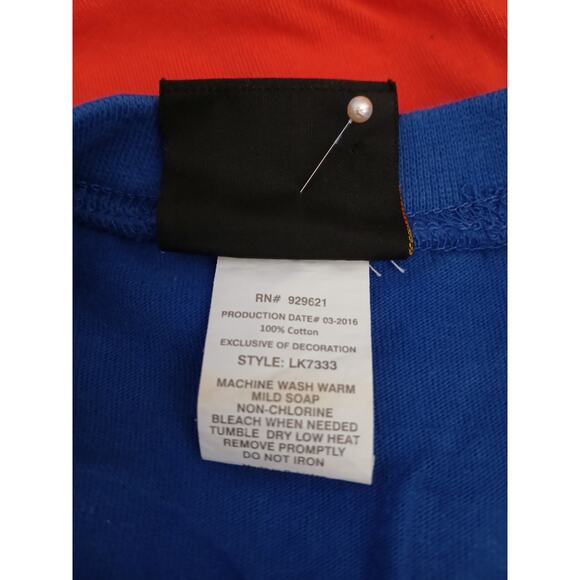 RN# 929621
PRODUCTION DATE# 03-2016
100% Cotton
EXCLUSIVE OF DECORATION
STYLE: LK7333
MACHINE WASH WARM
MILD SOAP
NON-CHLORINE
BLEACH WHEN NEEDED
TUMBLE DRY LOW HEAT
REMOVE PROMPTLY
DO NOT IRON